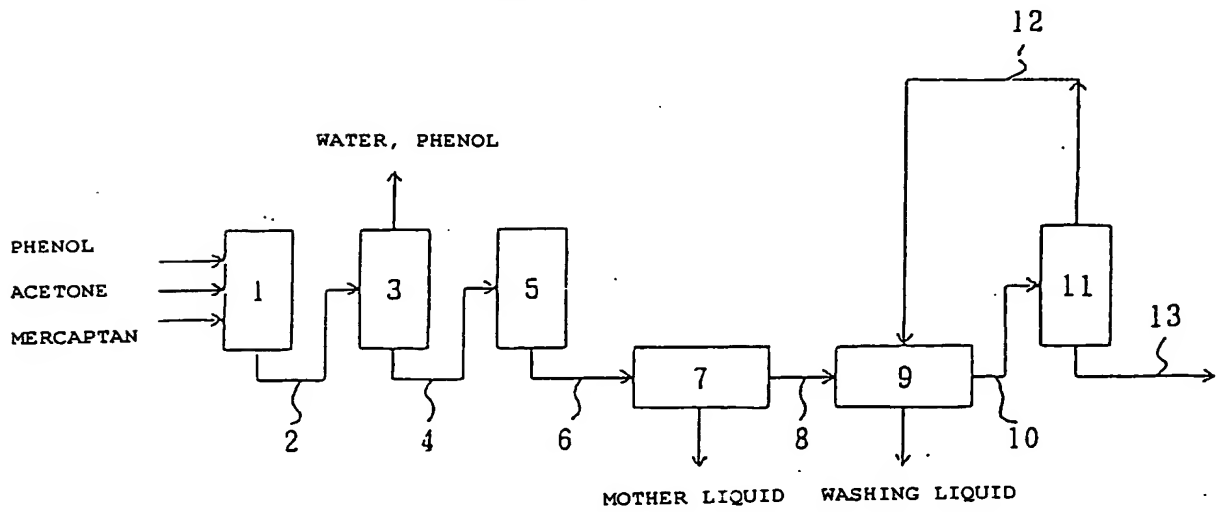 12
WATER, PHENOL
PHENOL
ACETONE
MERCAPTAN
1
3
5
11
13
7
9
2
4
6
8
10
MOTHER LIQUID
WASHING LIQUID